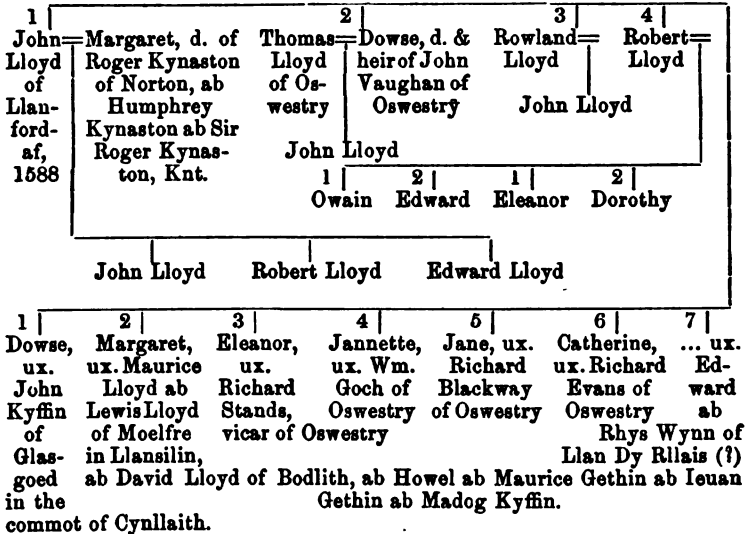 1 2 3 4
John= Margaret, d. of Thomas= Dowse, d. & Rowland= Robert=
Lloyd Roger Kynaston Lloyd heir of John Lloyd Lloyd
of of Norton, ab of Os- Vaughan of
Llan- Humphrey westry Oswestry John Lloyd
ford- Kynaston ab Sir
af, Roger Kynas- John Lloyd
1588 ton, Knt.
1 2 1 2
Owain Edward Eleanor Dorothy
John Lloyd Robert Lloyd Edward Lloyd
1 2 3 4 5 6 7
Dowse, Margaret, Eleanor, Jannette, Jane, ux. Catherine, ... ux.
ux. ux. Maurice ux. ux. Wm. Richard ux. Richard Ed-
John Lloyd ab Richard Goch of Blackway Evans of ward
Kyffin Lewis Lloyd Stands, Oswestry of Oswestry Oswestry ab
of of Moelfre vicar of Oswestry Rhys Wynn of
Glas- in Llansilin, Llan Dy Rllais (?)
goed ab David Lloyd of Bodlith, ab Howel ab Maurice Gethin ab Ieuan
in the Gethin ab Madog Kyffin.
commot of Cynllaith.